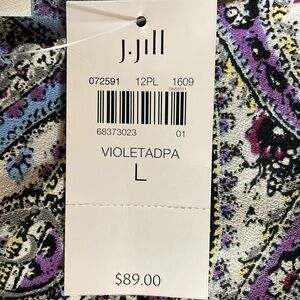 j.jill
072591 12PL 1609
68373023 01
VIOLETADPA
L
$89.00